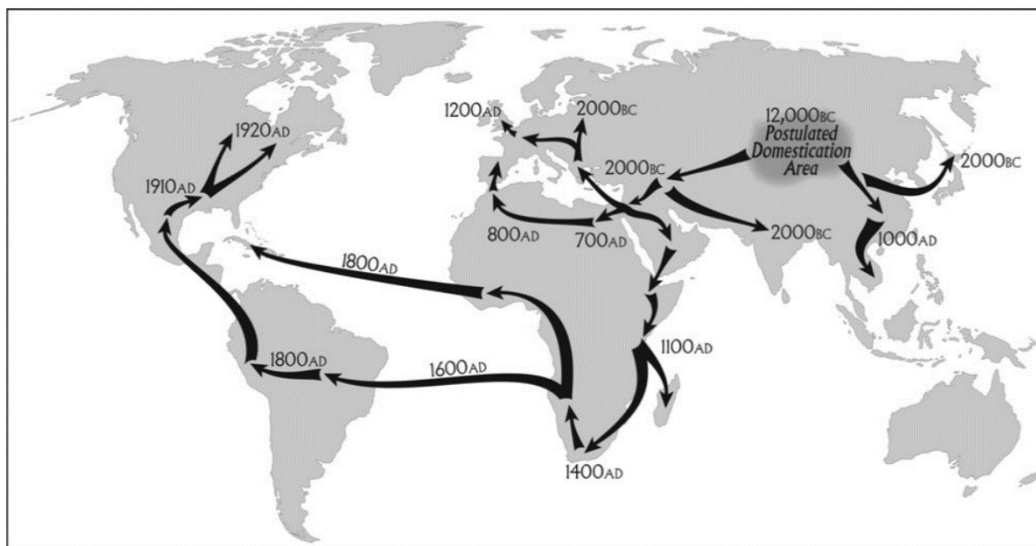 1200AD
2000BC
12,000BC
Postulated
Domestication
Area
1920AD
2000BC
2000BC
1910AD
800AD
700AD
2000BC
1000AD
1800AD
1100AD
1800AD
1600AD
1400AD